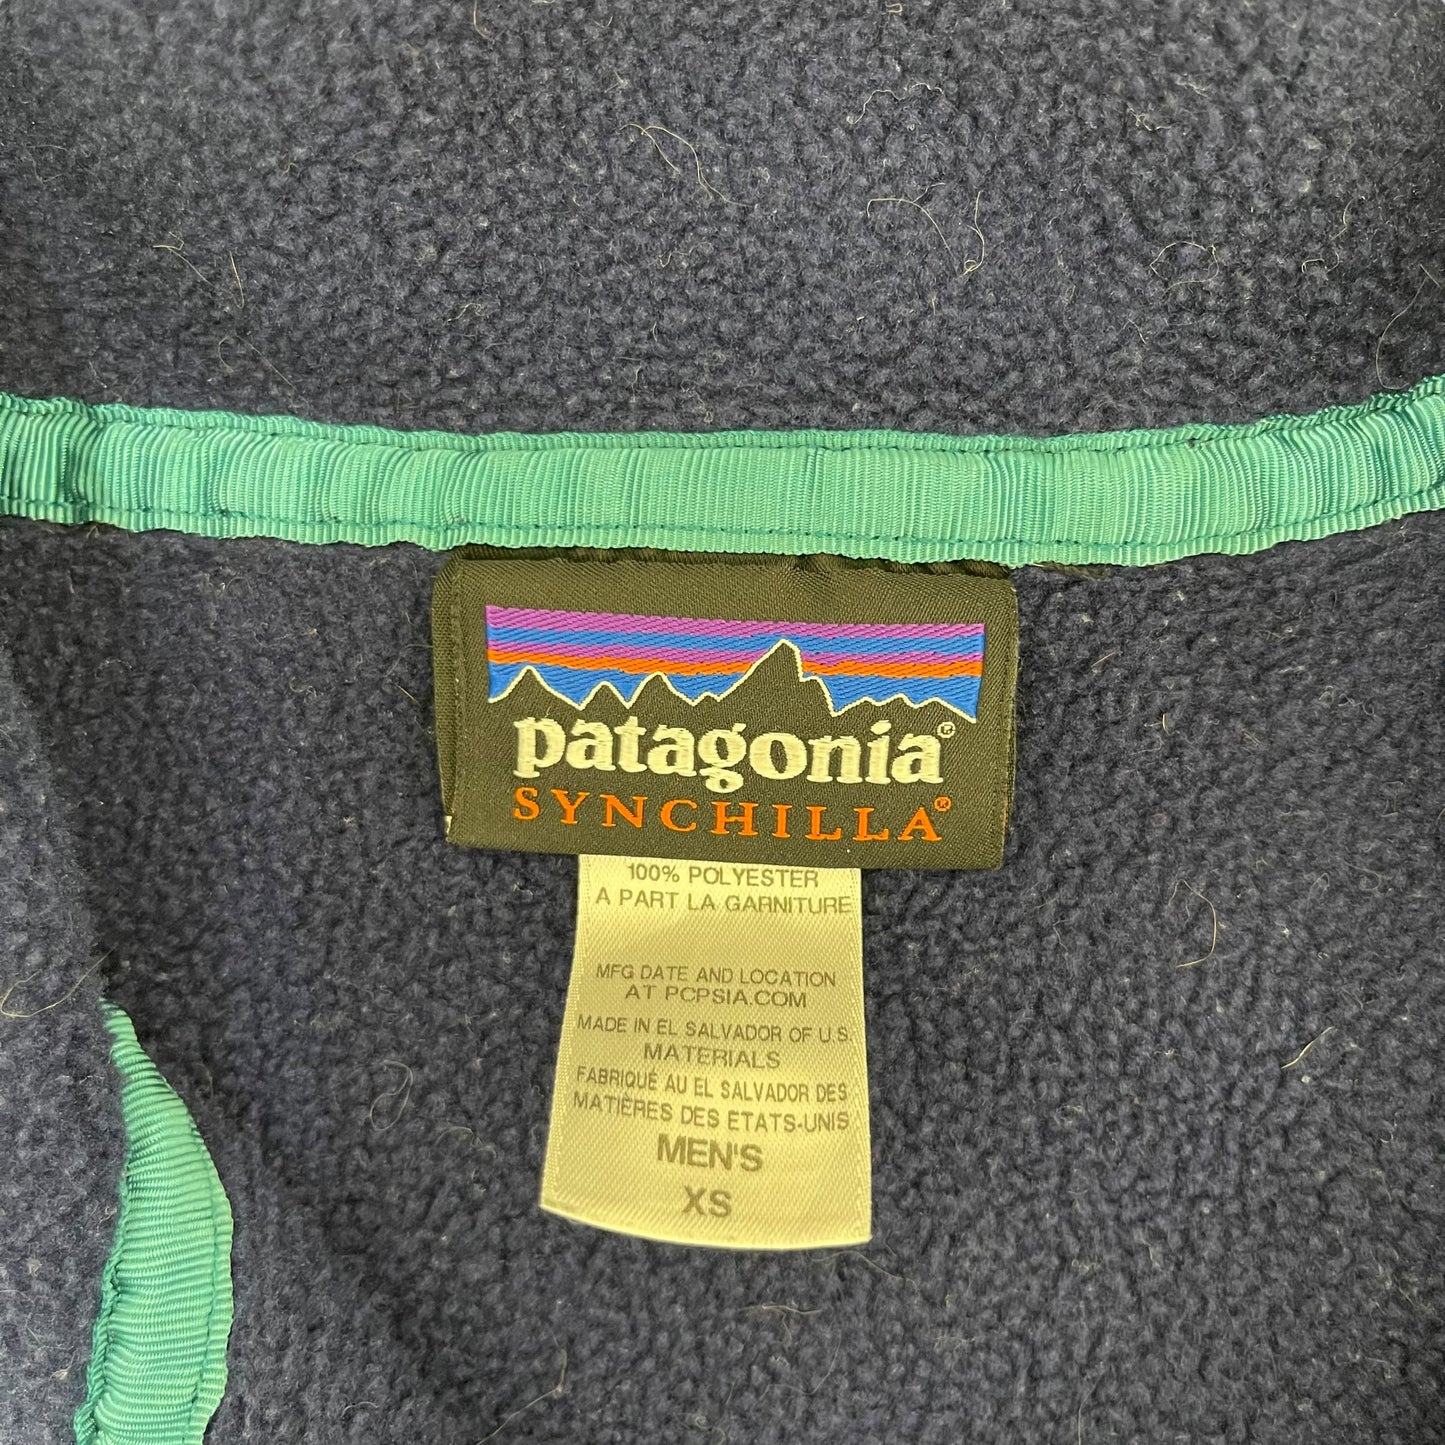 patagonia®
SYNCHILLA®
100% POLYESTER
A PART LA GARNITURE
MFG DATE AND LOCATION
AT PCPSIA.COM
MADE IN EL SALVADOR OF U.S.
MATERIALS
FABRIQUÉ AU EL SALVADOR DES
MATIÈRES DES ETATS-UNIS
MEN'S
XS